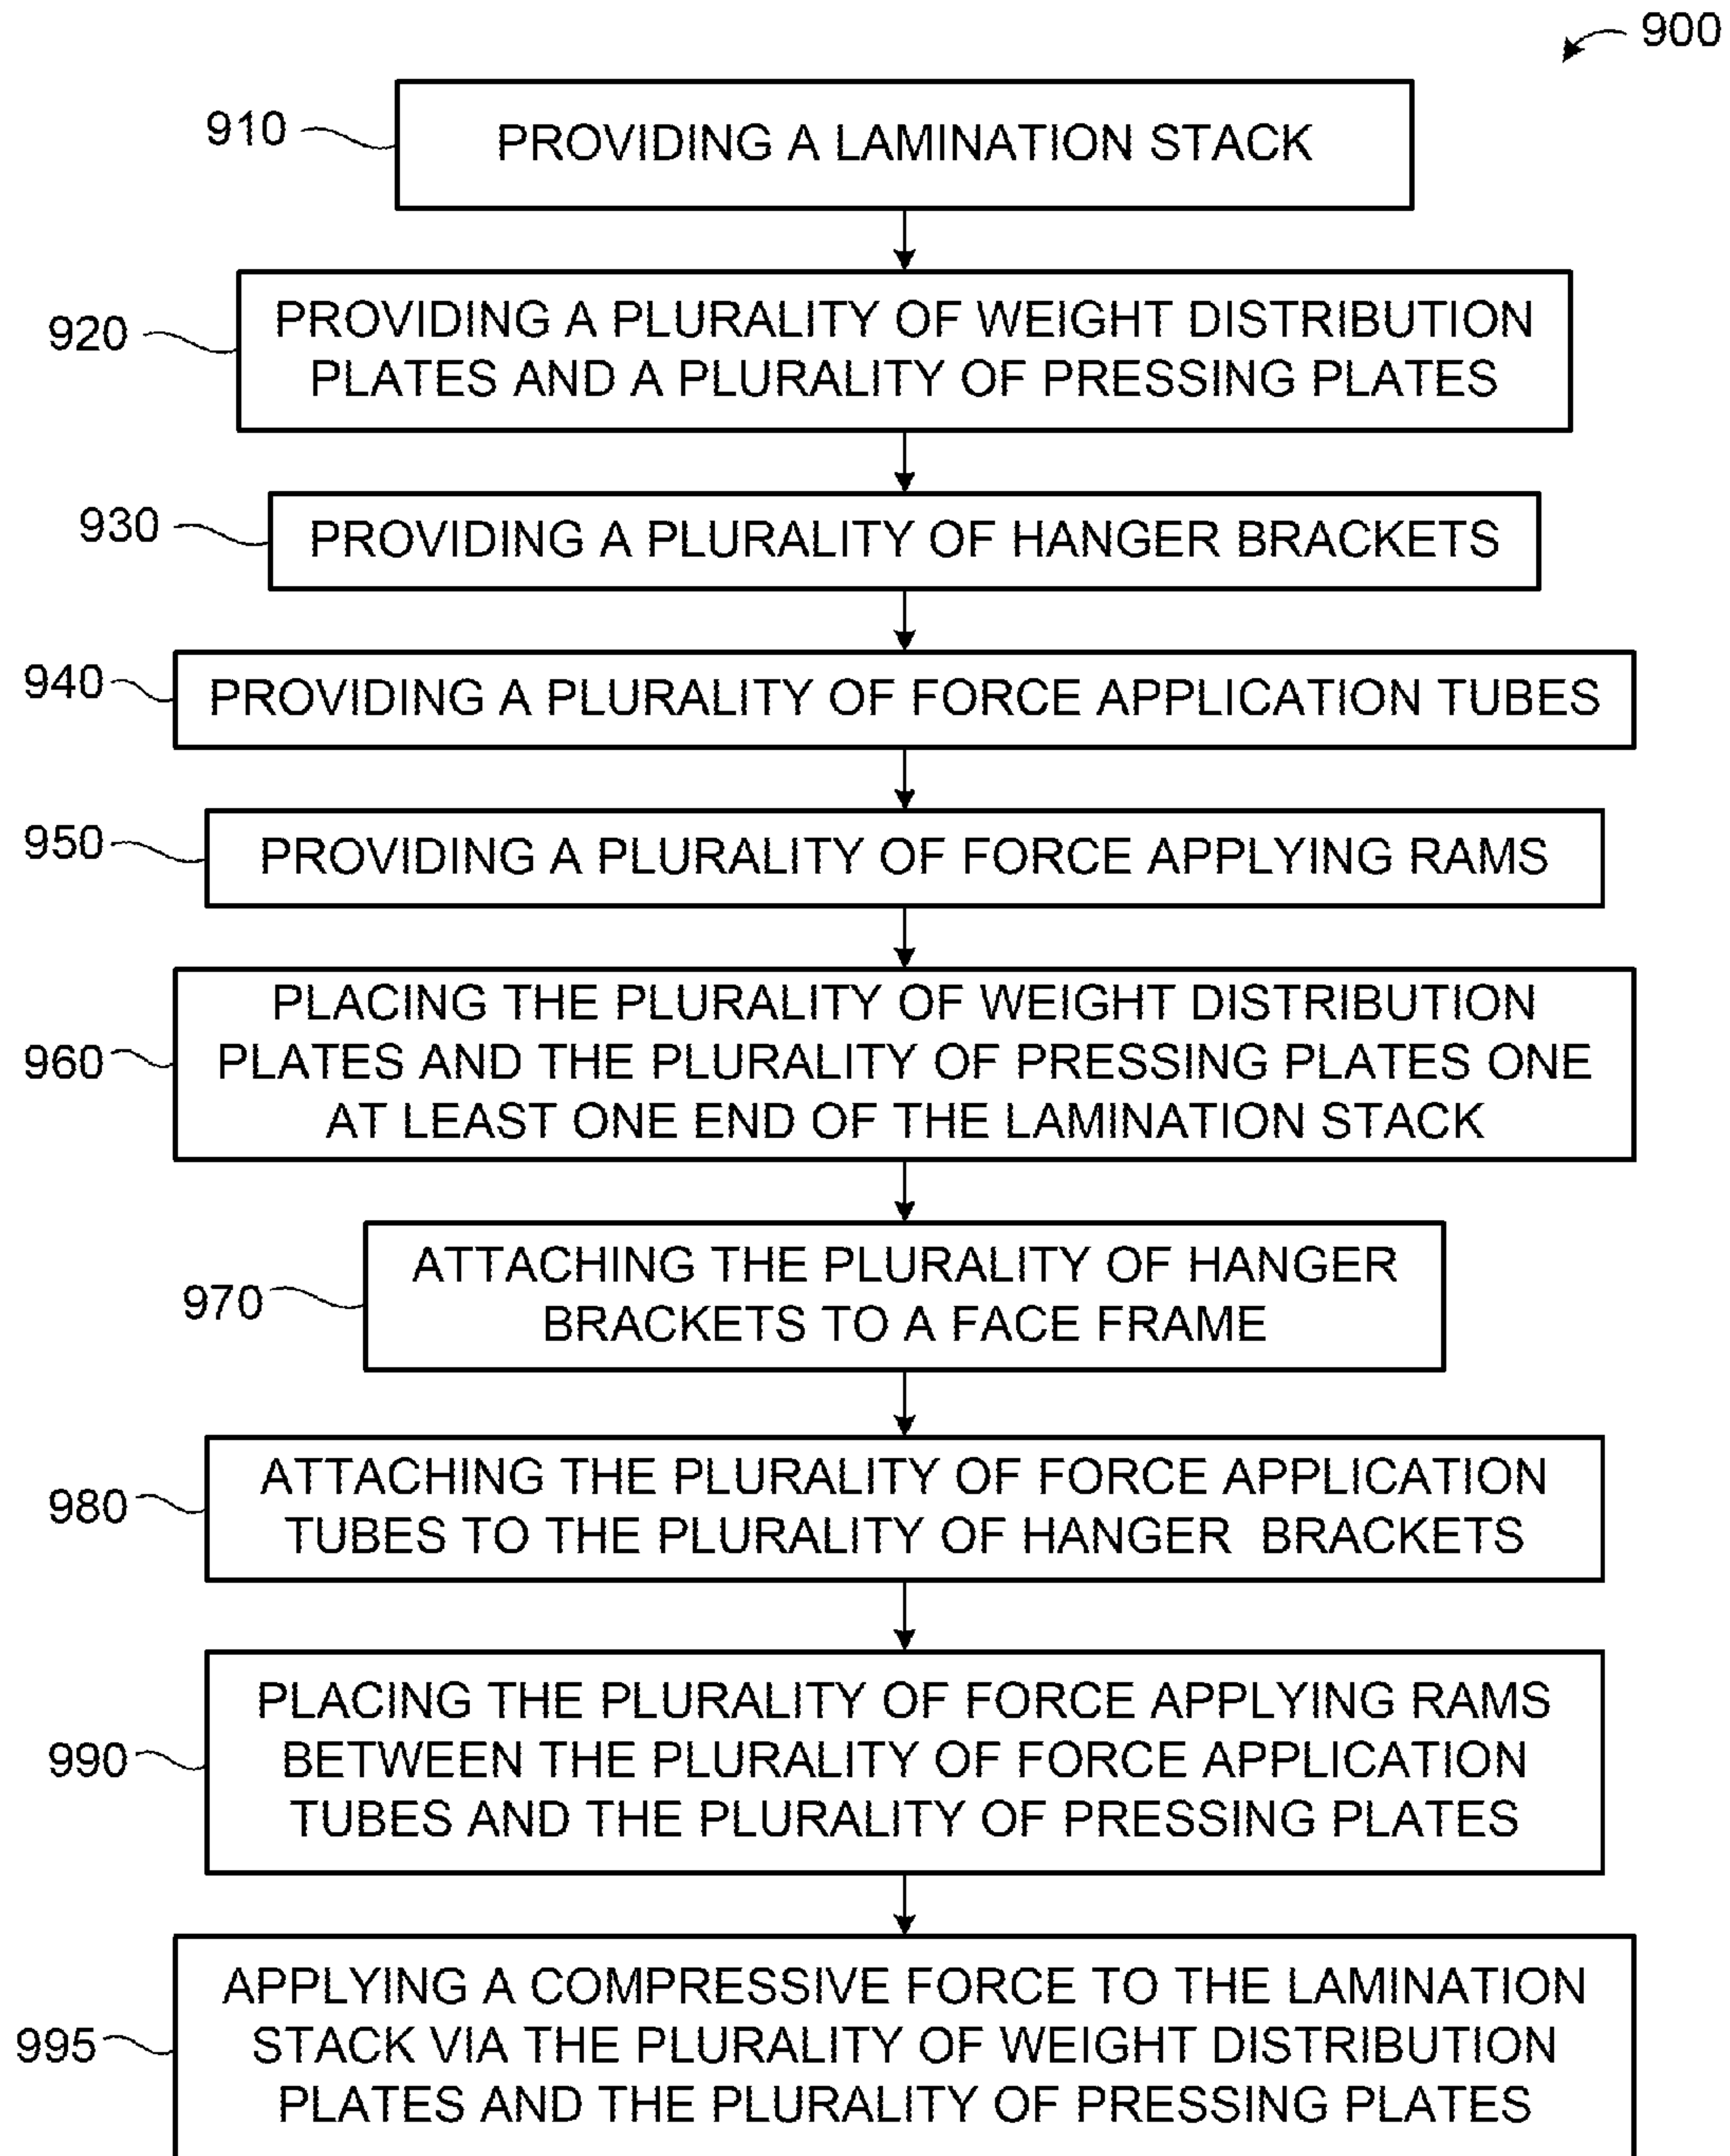 900
910
PROVIDING A LAMINATION STACK
920
PROVIDING A PLURALITY OF WEIGHT DISTRIBUTION
PLATES AND A PLURALITY OF PRESSING PLATES
930
PROVIDING A PLURALITY OF HANGER BRACKETS
940
PROVIDING A PLURALITY OF FORCE APPLICATION TUBES
950
PROVIDING A PLURALITY OF FORCE APPLYING RAMS
960
PLACING THE PLURALITY OF WEIGHT DISTRIBUTION
PLATES AND THE PLURALITY OF PRESSING PLATES ONE
AT LEAST ONE END OF THE LAMINATION STACK
970
ATTACHING THE PLURALITY OF HANGER
BRACKETS TO A FACE FRAME
980
ATTACHING THE PLURALITY OF FORCE APPLICATION
TUBES TO THE PLURALITY OF HANGER BRACKETS
990
PLACING THE PLURALITY OF FORCE APPLYING RAMS
BETWEEN THE PLURALITY OF FORCE APPLICATION
TUBES AND THE PLURALITY OF PRESSING PLATES
995
APPLYING A COMPRESSIVE FORCE TO THE LAMINATION
STACK VIA THE PLURALITY OF WEIGHT DISTRIBUTION
PLATES AND THE PLURALITY OF PRESSING PLATES